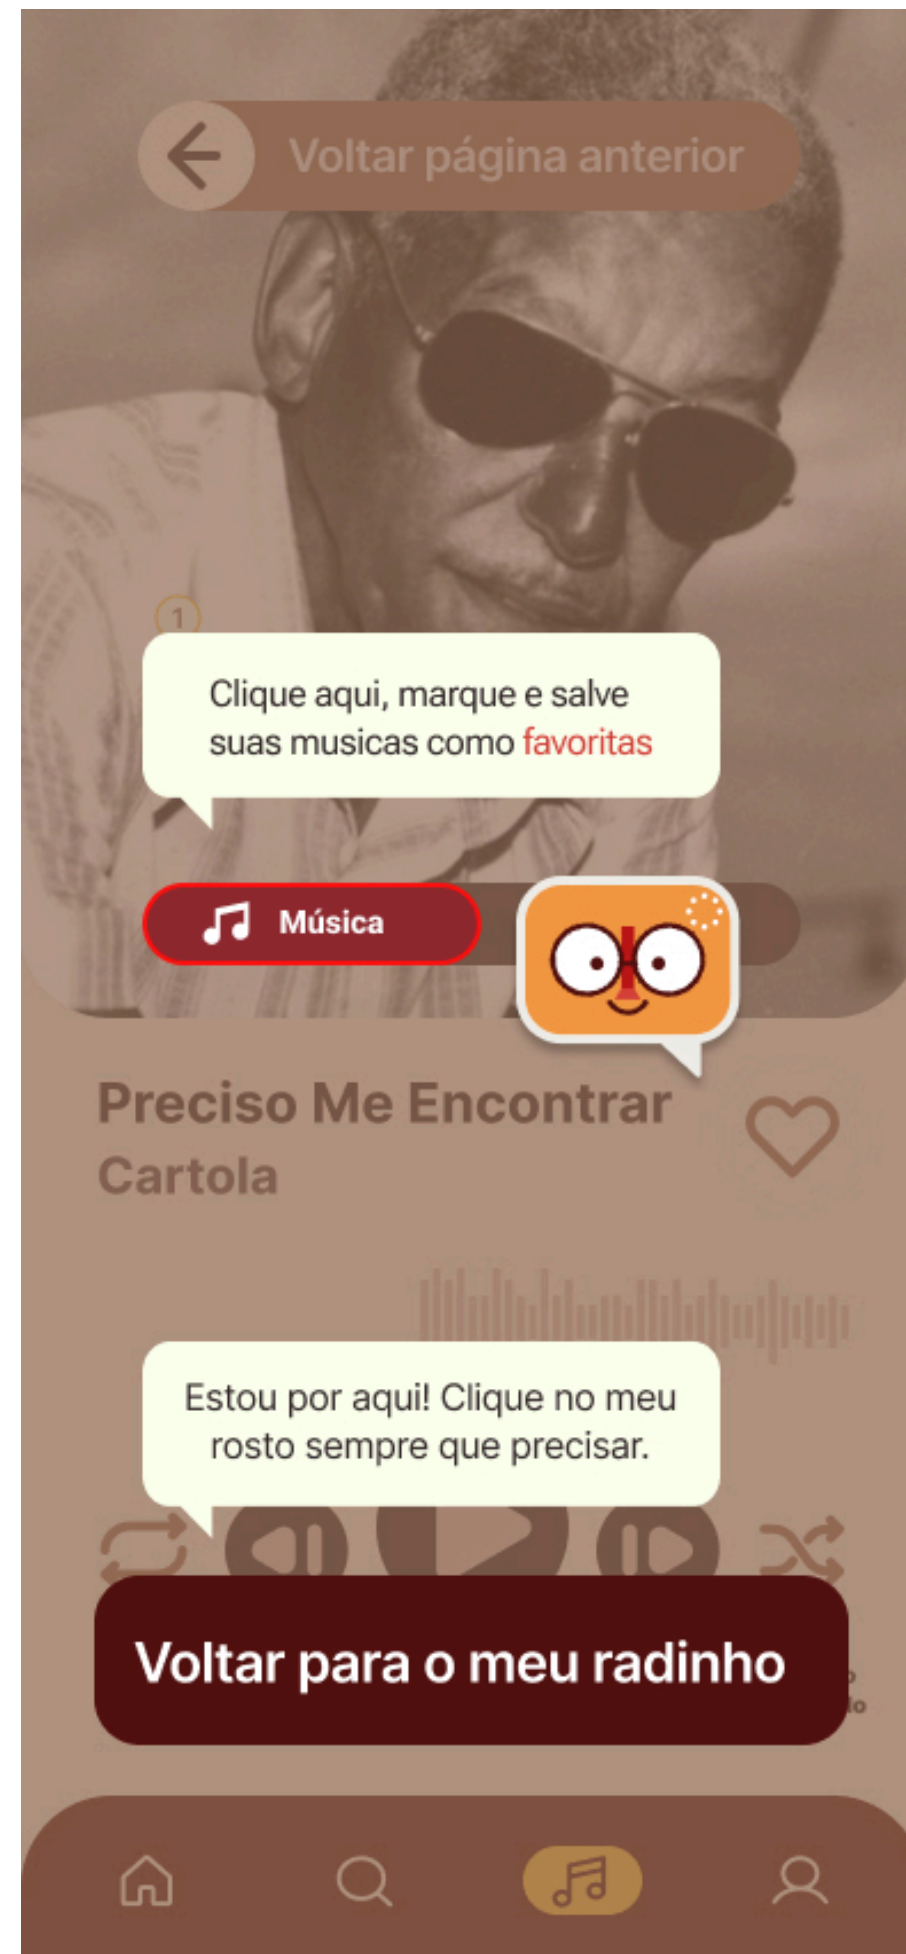 Voltar página anterior
1
Clique aqui, marque e salve
suas musicas como favoritas
Música
Preciso Me Encontrar
Cartola
Estou por aqui! Clique no meu
rosto sempre que precisar.
Voltar para o meu radinho